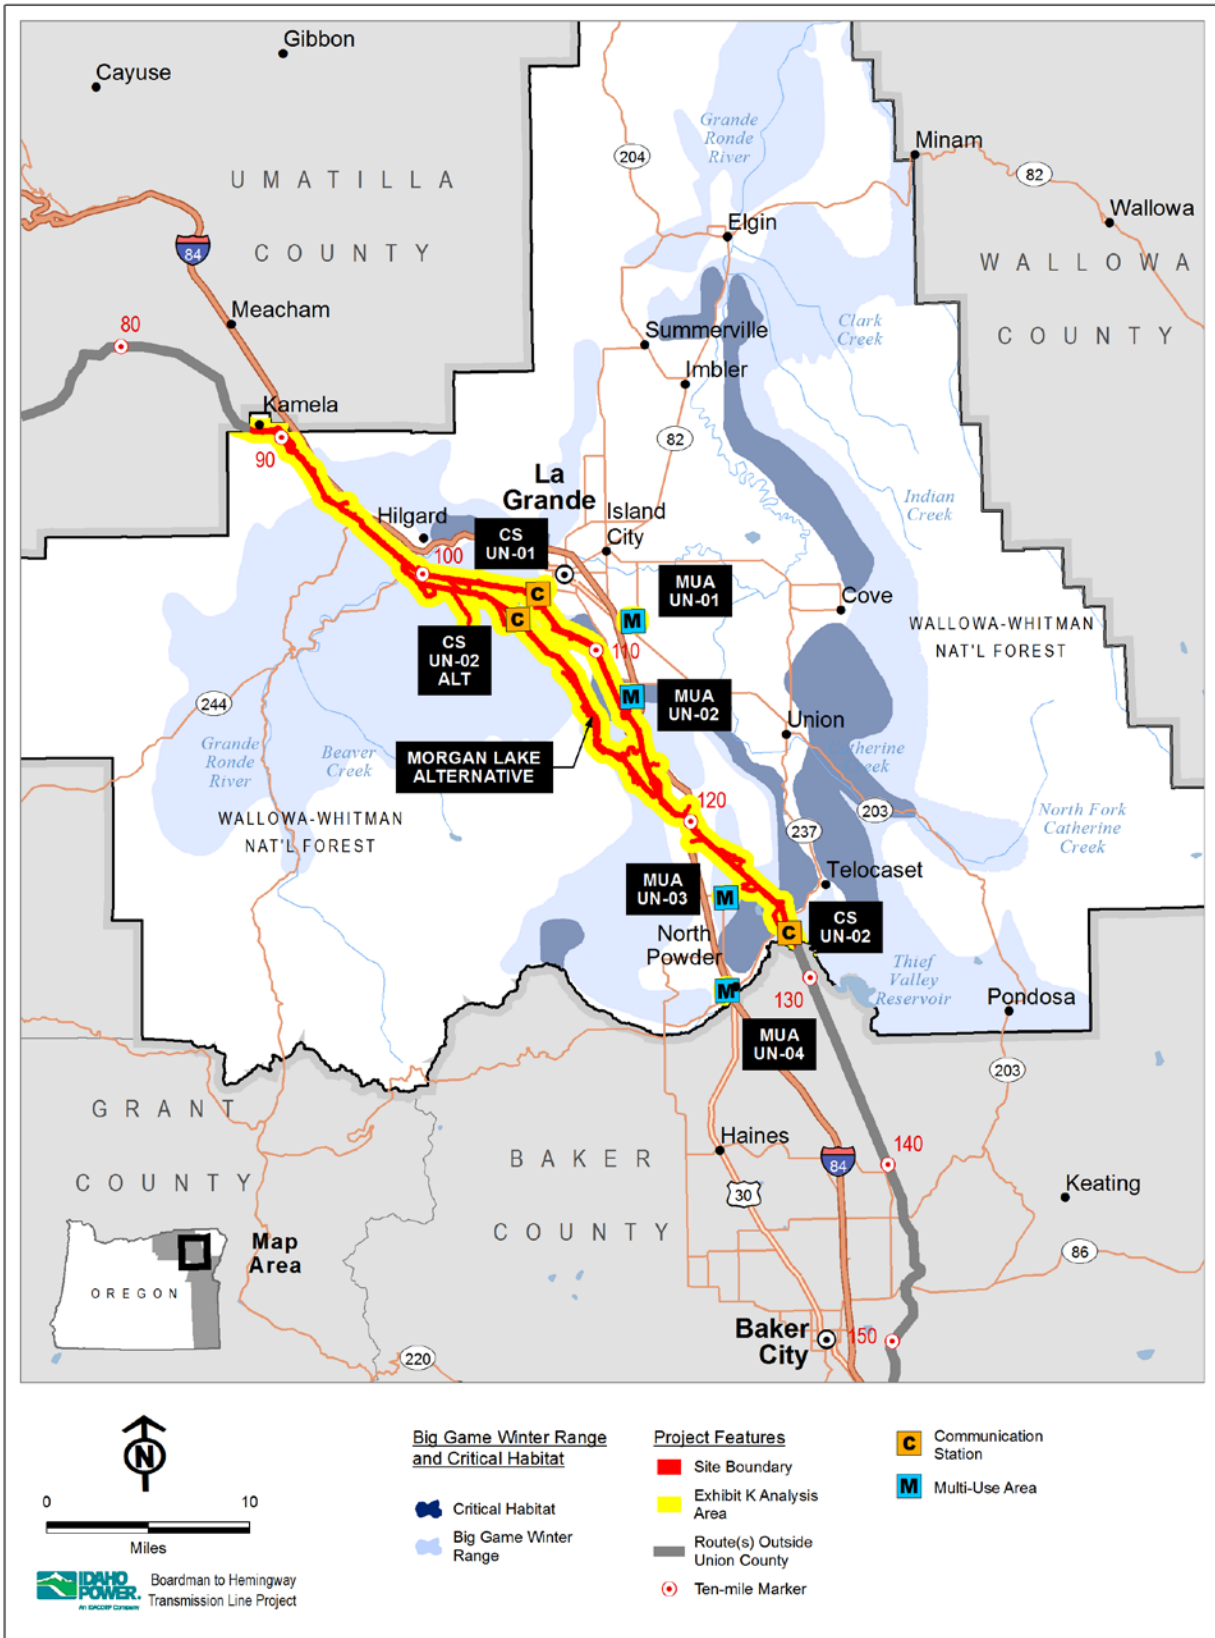 Gibbon
Cayuse
Grande
Ronde
River
204
Minam
82
Wallowa
UMATILLA
COUNTY
84
Elgin
WALLOWA
COUNTY
Meacham
80
Summerville
Clark
Creek
Imbler
Kamela
82
90
La
Grande
Indian
Creek
Island
City
Hilgard
CS
UN-01
100
MUA
UN-01
Cove
WALLOWA-WHITMAN
NAT'L FOREST
C
C
M
CS
UN-02
ALT
110
244
M
MUA
UN-02
Union
Grande
Ronde
River
Beaver
Creek
MORGAN LAKE
ALTERNATIVE
Catherine
Creek
120
203
North Fork
Catherine
Creek
WALLOWA-WHITMAN
NAT'L FOREST
237
Telocaset
MUA
UN-03
M
CS
UN-02
C
North
Powder
Thief
Valley
Reservoir
130
M
Pondosa
MUA
UN-04
203
GRANT
COUNTY
BAKER
COUNTY
Haines
140
84
30
Keating
86
Map
Area
OREGON
Baker
City
150
220
N
0 10
Miles
IDAHO
POWER.
An IDACORP Company
Boardman to Hemingway
Transmission Line Project
Big Game Winter Range
and Critical Habitat
Critical Habitat
Big Game Winter
Range
Project Features
Site Boundary
Exhibit K Analysis
Area
Route(s) Outside
Union County
Ten-mile Marker
C Communication
Station
M Multi-Use Area